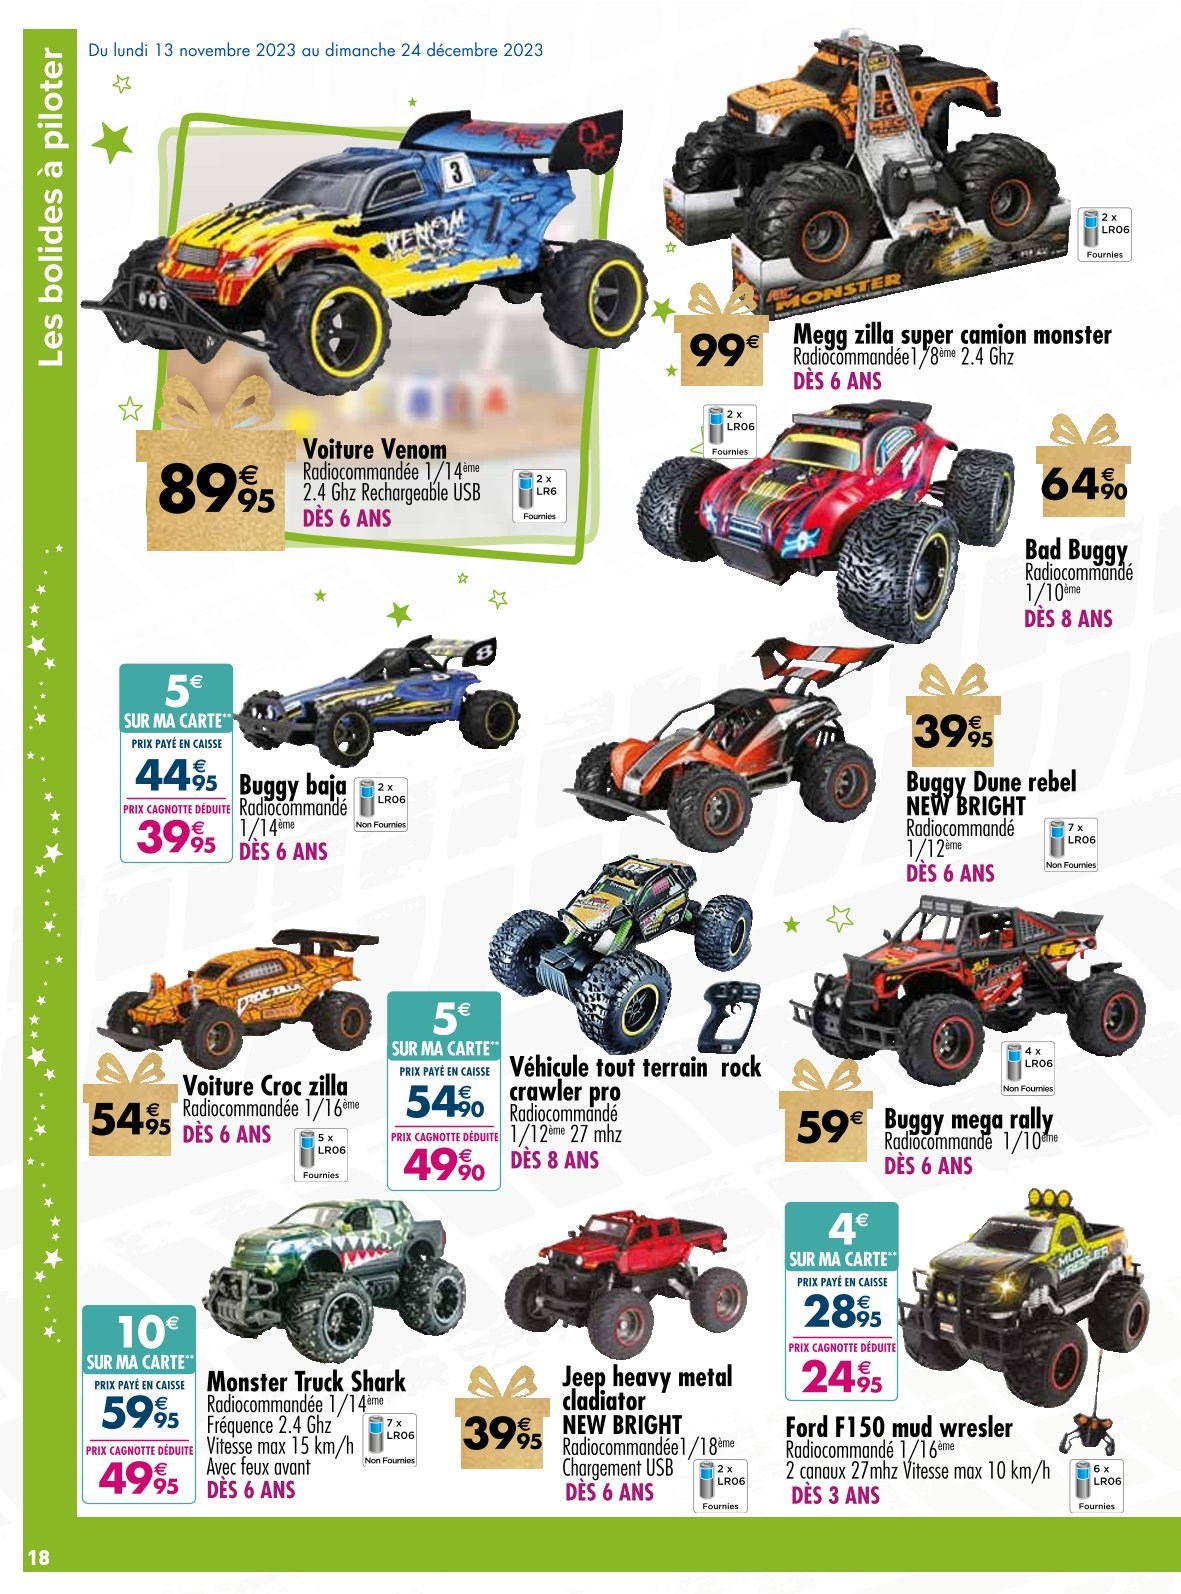 Les bolides à piloter
Du lundi 13 novembre 2023 au dimanche 24 décembre 2023
3
VENOM
89€95
Voiture Venom
Radiocommandée 1/14ème
2.4 Ghz Rechargeable USB
DÈS 6 ANS
2 x
LR6
Fournies
MEGG
RC
MONSTER
2 x
LR06
Fournies
99€
Megg zilla super camion monster
Radiocommandée1/8ème 2.4 Ghz
DÈS 6 ANS
2 x
LR06
Fournies
64€90
Bad Buggy
Radiocommandé
1/10ème
DÈS 8 ANS
8
5€
SUR MA CARTE**
PRIX PAYÉ EN CAISSE
44€95
PRIX CAGNOTTE DÉDUITE
39€95
Buggy baja
Radiocommandé
1/14ème
DÈS 6 ANS
2 x
LR06
Non Fournies
39€95
Buggy Dune rebel
NEW BRIGHT
Radiocommandé
1/12ème
DÈS 6 ANS
7 x
LR06
Non Fournies
CROC ZILLA
54€95
Voiture Croc zilla
Radiocommandée 1/16ème
DÈS 6 ANS
5 x
LR06
Fournies
5€
SUR MA CARTE**
PRIX PAYÉ EN CAISSE
54€90
PRIX CAGNOTTE DÉDUITE
49€90
Véhicule tout terrain rock
crawler pro
Radiocommandé
1/12ème 27 mhz
DÈS 8 ANS
MEGA
4 x
LR06
Non Fournies
59€
Buggy mega rally
Radiocommandé 1/10ème
DÈS 6 ANS
10€
SUR MA CARTE**
PRIX PAYÉ EN CAISSE
59€95
PRIX CAGNOTTE DÉDUITE
49€95
Monster Truck Shark
Radiocommandée 1/14ème
Fréquence 2.4 Ghz
Vitesse max 15 km/h
Avec feux avant
DÈS 6 ANS
7 x
LR06
Non Fournies
39€95
Jeep heavy metal
cladiator
NEW BRIGHT
Radiocommandée1/18ème
Chargement USB
DÈS 6 ANS
2 x
LR06
Fournies
MUD
WRESLER
4€
SUR MA CARTE**
PRIX PAYÉ EN CAISSE
28€95
PRIX CAGNOTTE DÉDUITE
24€95
Ford F150 mud wresler
Radiocommandé 1/16ème
2 canaux 27mhz Vitesse max 10 km/h
DÈS 3 ANS
6 x
LR06
Fournies
18